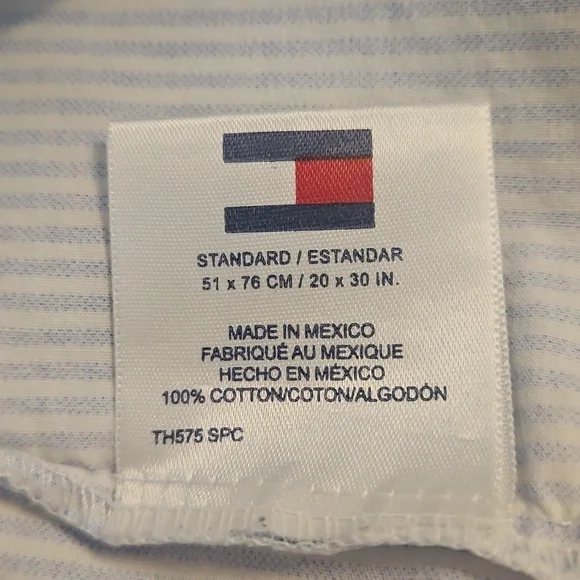 STANDARD / ESTANDAR
51 x 76 CM / 20 x 30 IN.
MADE IN MEXICO
FABRIQUÉ AU MEXIQUE
HECHO EN MÉXICO
100% COTTON/COTON/ALGODÓN
TH575 SPC